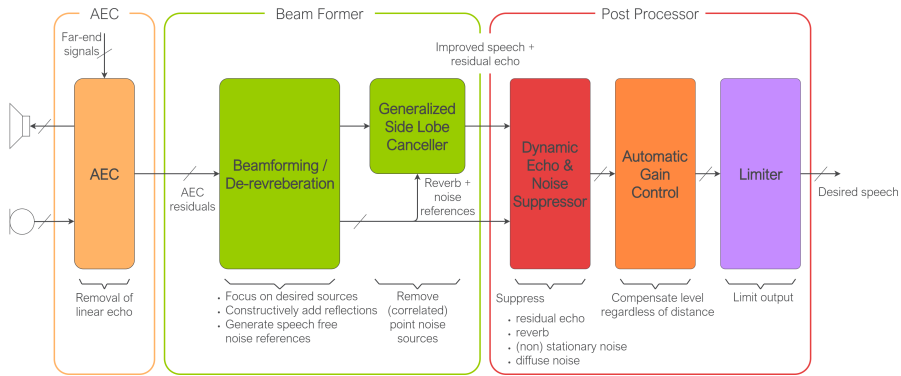 AEC
Beam Former
Post Processor
Far-end
signals
Improved speech +
residual echo
AEC
Beamforming /
De-revreberation
Generalized
Side Lobe
Canceller
Dynamic
Echo &
Noise
Suppressor
Automatic
Gain
Control
Limiter
AEC
residuals
Reverb +
noise
references
Desired speech
Removal of
linear echo
• Focus on desired sources
• Constructively add reflections
• Generate speech free
noise references
Remove
(correlated)
point noise
sources
Suppress
• residual echo
• reverb
• (non) stationary noise
• diffuse noise
Compensate level
regardless of distance
Limit output